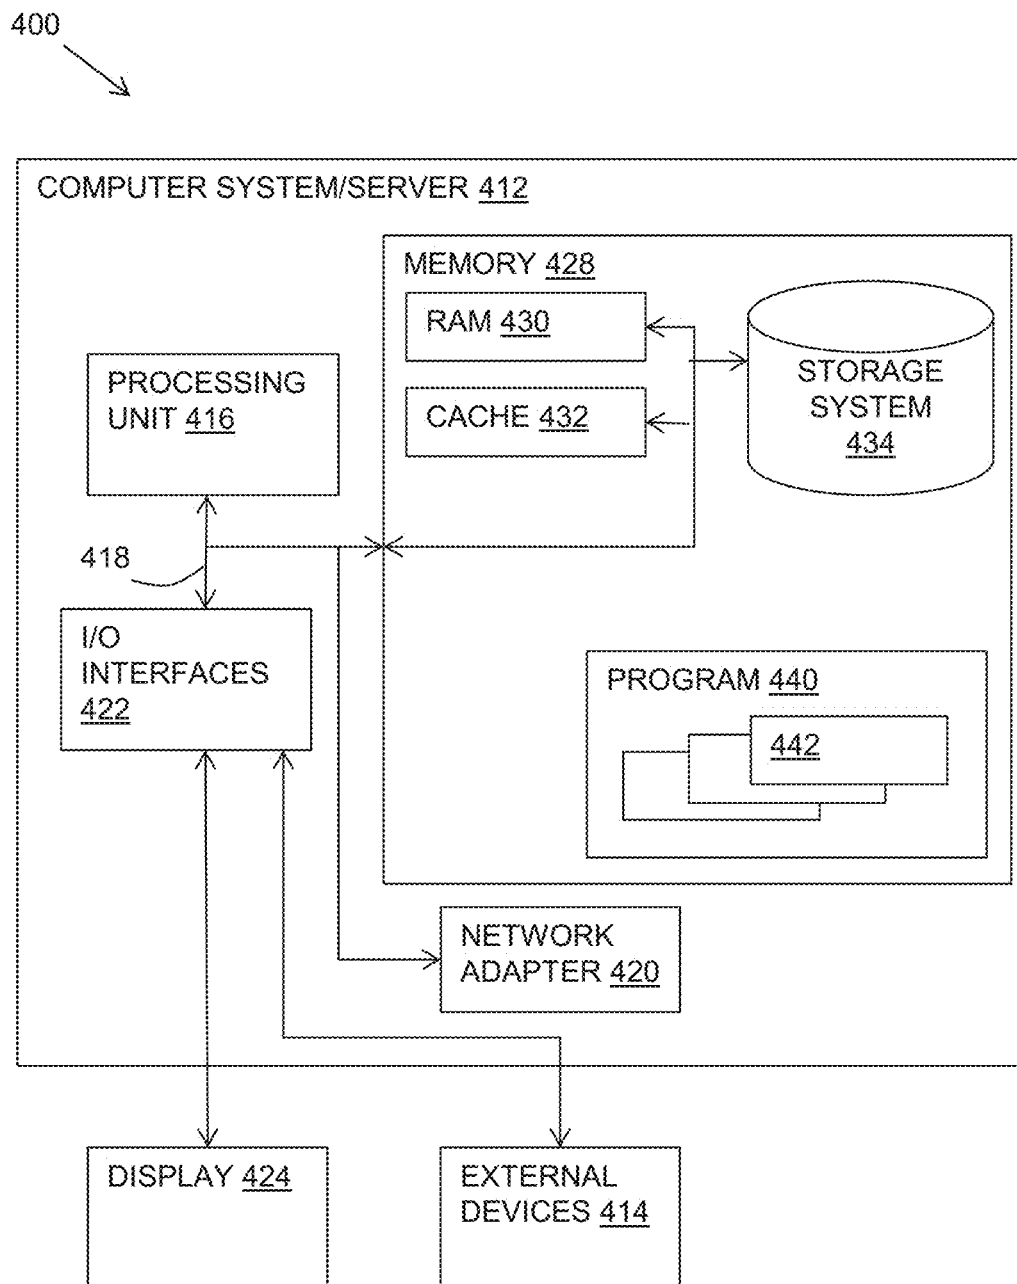 400
COMPUTER SYSTEM/SERVER 412
MEMORY 428
RAM 430
CACHE 432
STORAGE
SYSTEM
434
PROCESSING
UNIT 416
418
I/O
INTERFACES
422
PROGRAM 440
442
NETWORK
ADAPTER 420
DISPLAY 424
EXTERNAL
DEVICES 414